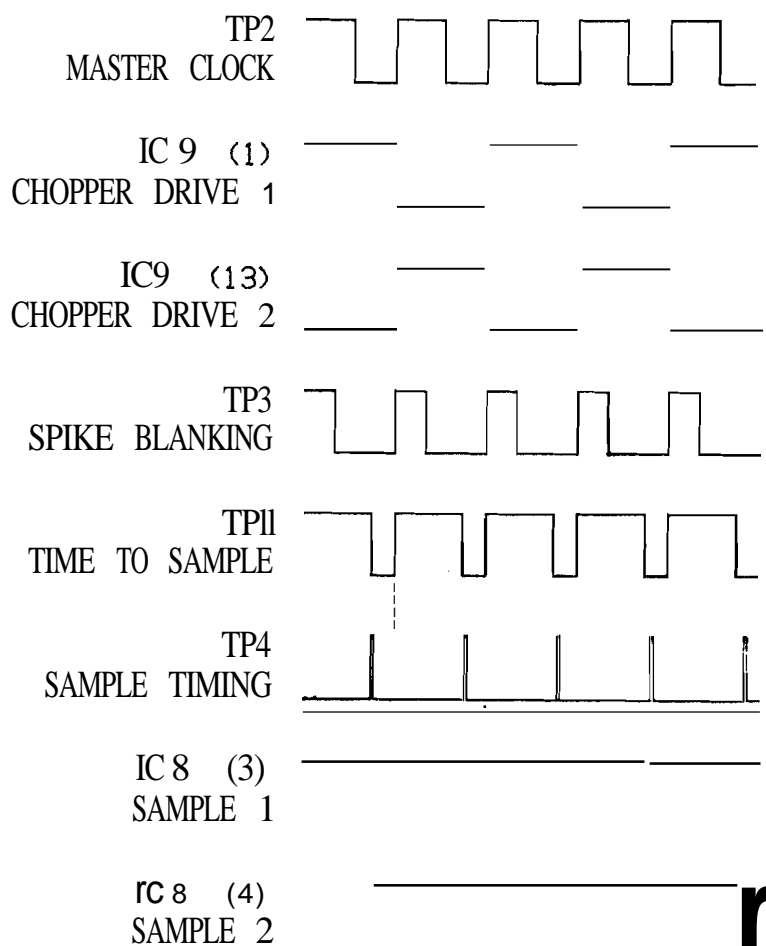 TP2
MASTER CLOCK
IC 9 (1)
CHOPPER DRIVE 1
IC9 (13)
CHOPPER DRIVE 2
TP3
SPIKE BLANKING
TPll
TIME TO SAMPLE
TP4
SAMPLE TIMING
IC 8 (3)
SAMPLE 1
rc 8 (4)
SAMPLE 2
r